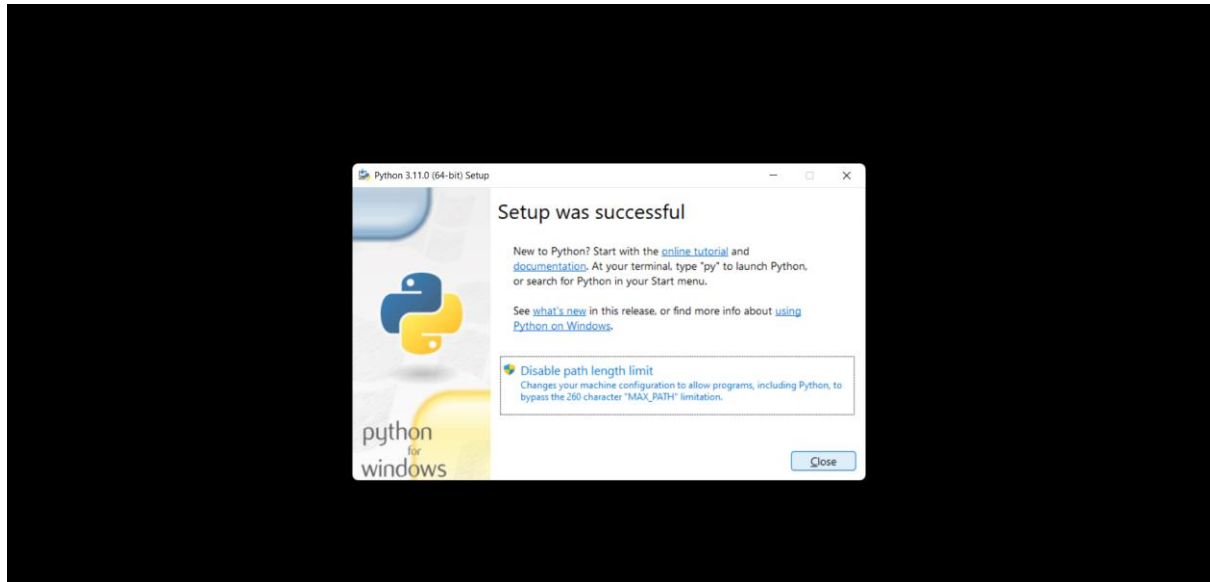 Python 3.11.0 (64-bit) Setup
Setup was successful
New to Python? Start with the online tutorial and
documentation. At your terminal, type "py" to launch Python,
or search for Python in your Start menu.
See what's new in this release, or find more info about using
Python on Windows.
Disable path length limit
Changes your machine configuration to allow programs, including Python, to
bypass the 260 character "MAX_PATH" limitation.
python
for
windows
Close